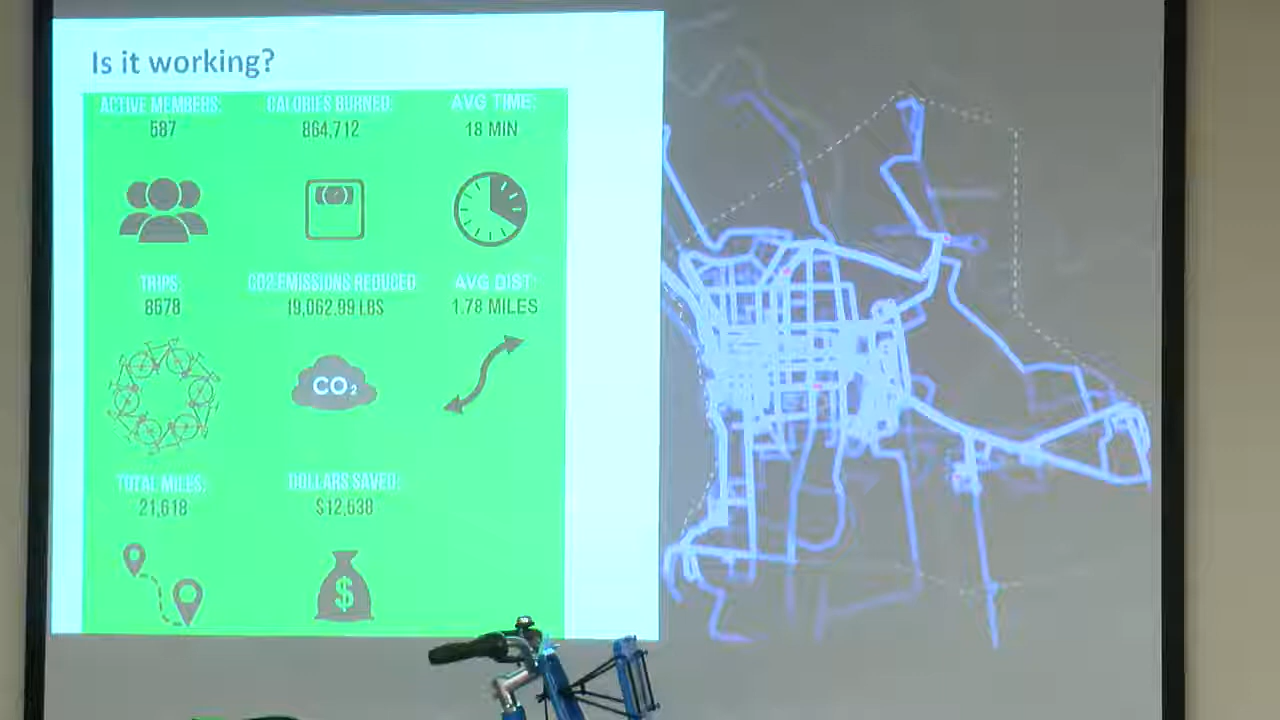 Is it working?
ACTIVE MEMBERS: CALORIES BURNED: AVG TIME:
587 864,712 18 MIN
TRIPS: CO2 EMISSIONS REDUCED AVG DIST:
8578 19,062.99 LBS 1.78 MILES
CO2
TOTAL MILES: DOLLARS SAVED:
21,618 $12,638
$